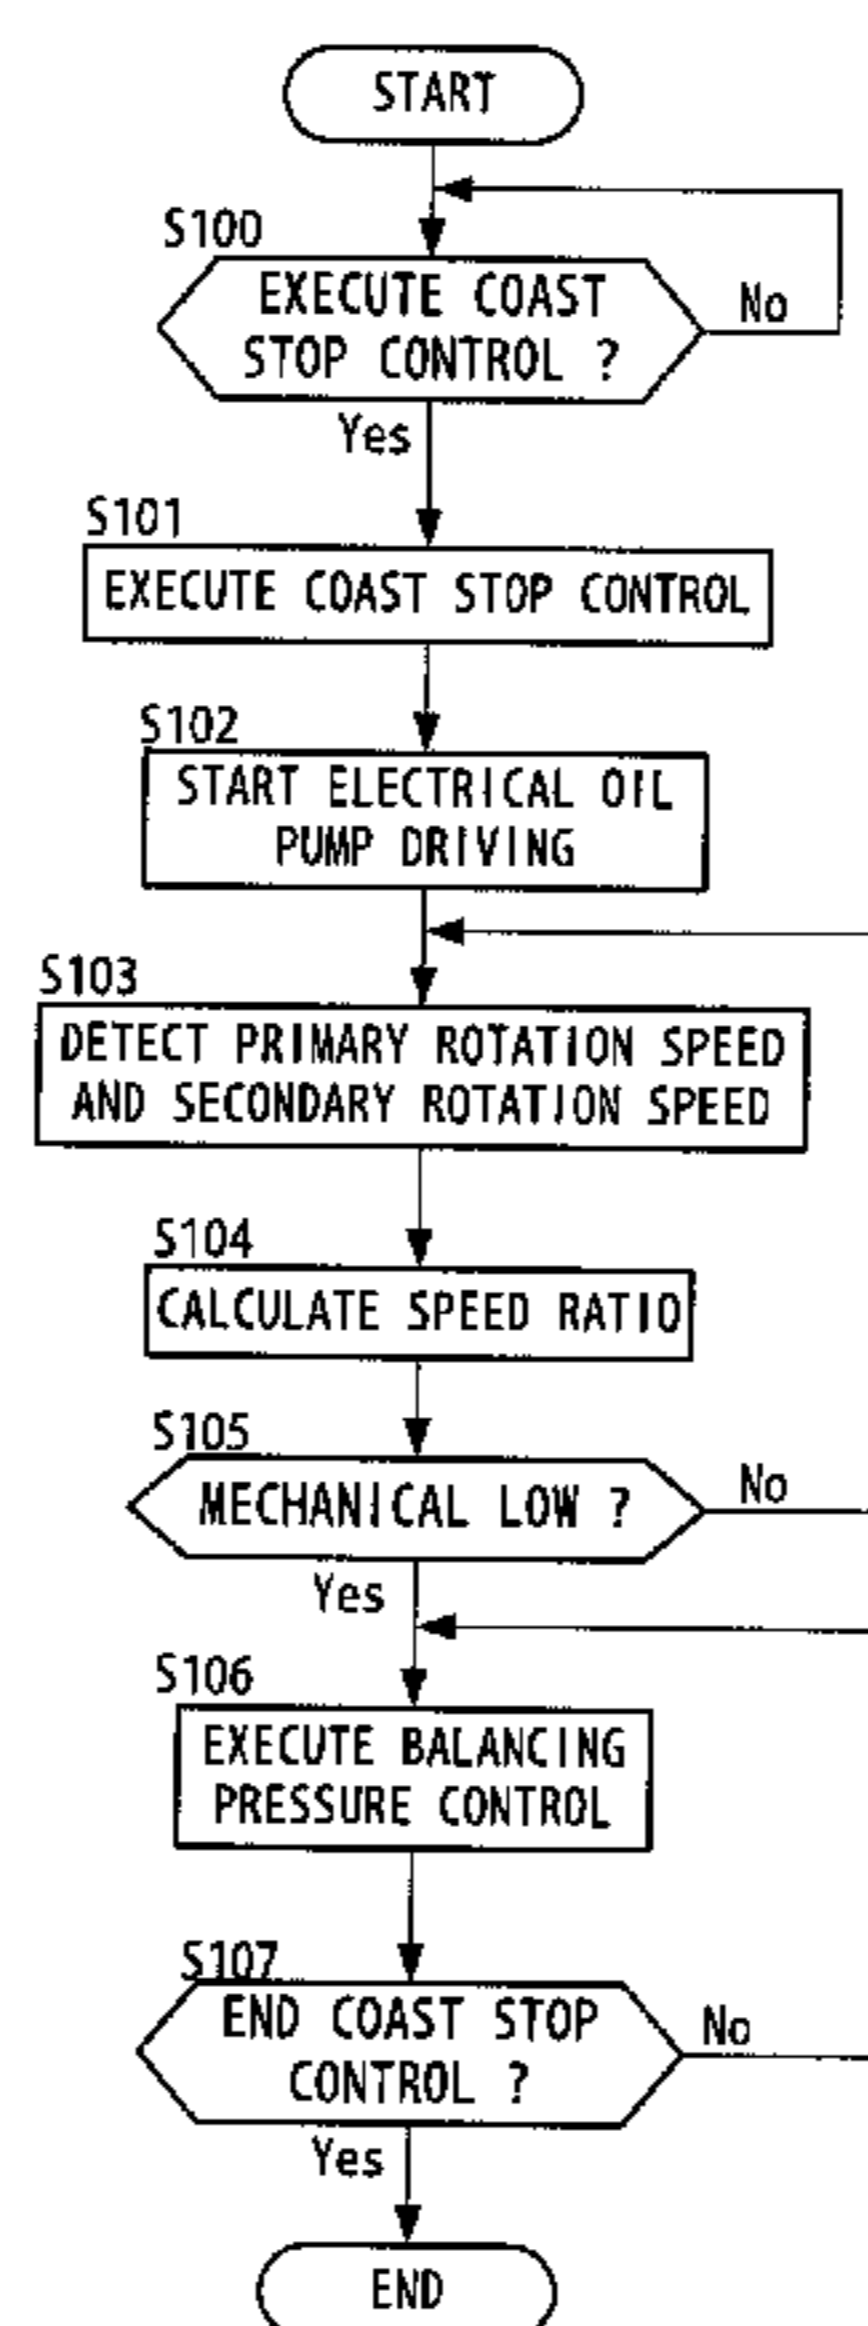 START
S100
EXECUTE COAST
STOP CONTROL ?
No
Yes
S101
EXECUTE COAST STOP CONTROL
S102
START ELECTRICAL OIL
PUMP DRIVING
S103
DETECT PRIMARY ROTATION SPEED
AND SECONDARY ROTATION SPEED
S104
CALCULATE SPEED RATIO
S105
MECHANICAL LOW ?
No
Yes
S106
EXECUTE BALANCING
PRESSURE CONTROL
S107
END COAST STOP
CONTROL ?
No
Yes
END